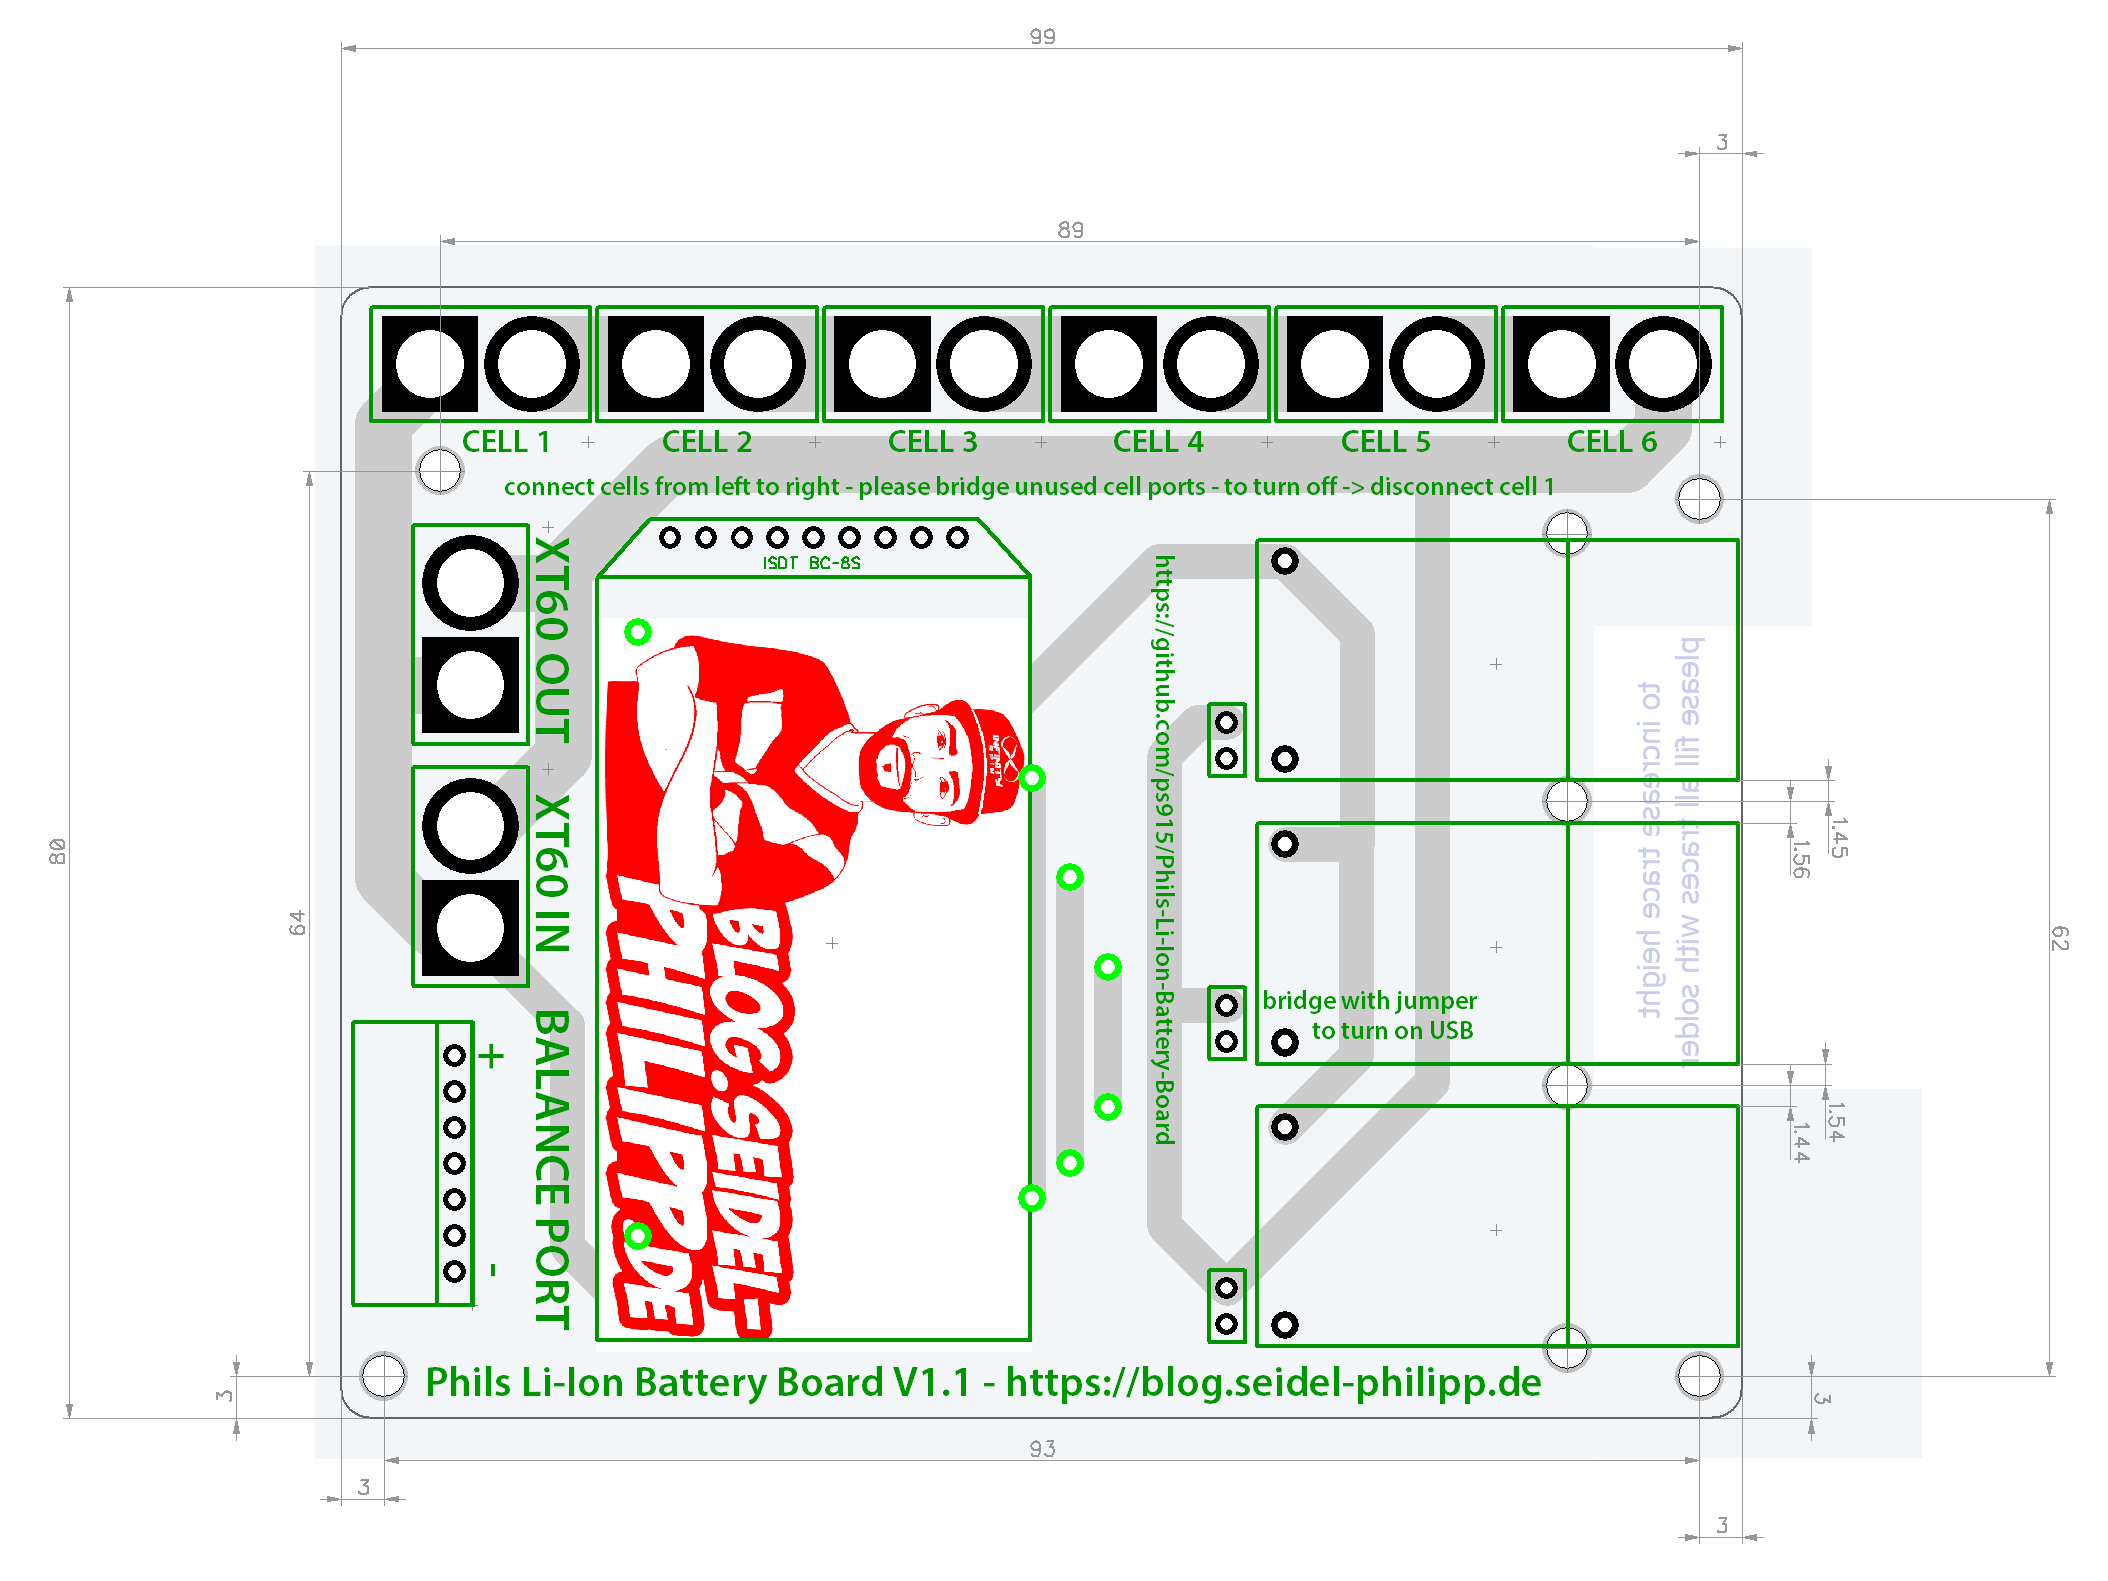 99
3
89
CELL 1
CELL 2
CELL 3
CELL 4
CELL 5
CELL 6
connect cells from left to right - please bridge unused cell ports - to turn off -> disconnect cell 1
ISDT BC-8S
XT60 OUT
XT60 IN
BALANCE PORT
+
-
BLOG.SEIDEL-
PHILIPP.DE
https://github.com/ps915/Phils-Li-Ion-Battery-Board
bridge with jumper
to turn on USB
please fill all traces with solder
to increase trace height
1.45
1.56
1.54
1.44
80
64
62
3
3
Phils Li-Ion Battery Board V1.1 - https://blog.seidel-philipp.de
93
3
3